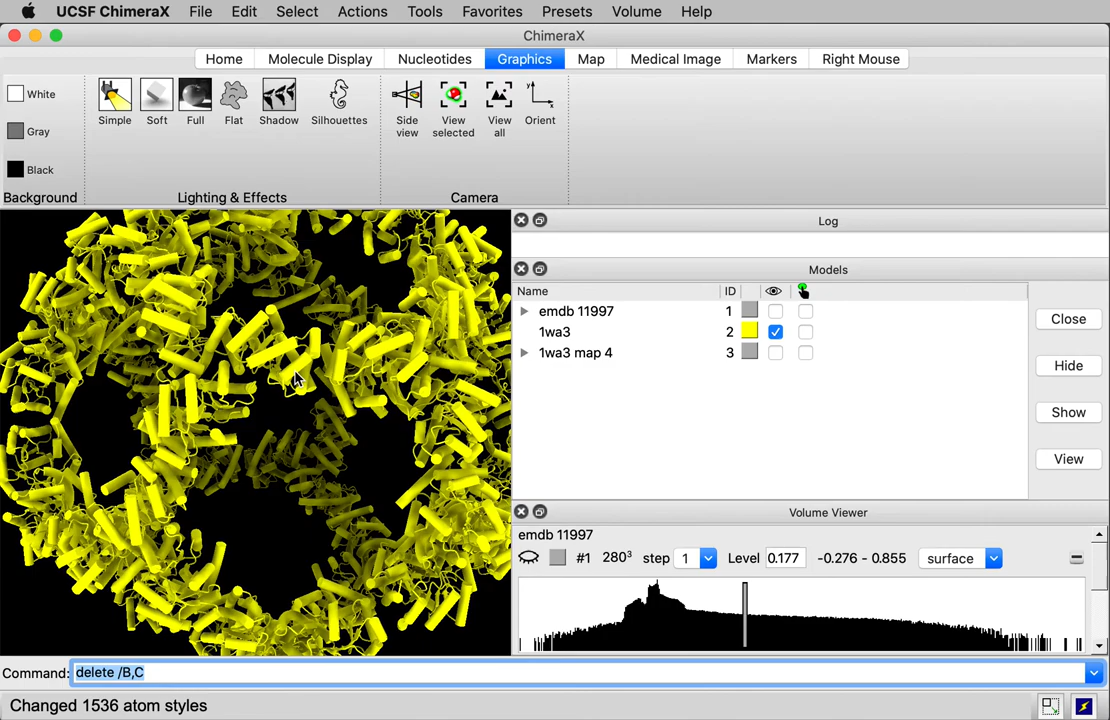 UCSF ChimeraX File Edit Select Actions Tools Favorites Presets Volume Help
ChimeraX
Home Molecule Display Nucleotides Graphics Map Medical Image Markers Right Mouse
White
Gray
Black
Background
Simple Soft Full Flat Shadow Silhouettes
Lighting & Effects
Side view View selected View all Orient
Camera
Log
Models
Name ID
emdb 11997 1
1wa3 2
1wa3 map 4 3
Close
Hide
Show
View
Volume Viewer
emdb 11997
#1 280³ step 1 Level 0.177 -0.276 - 0.855 surface
Command: delete /B,C
Changed 1536 atom styles